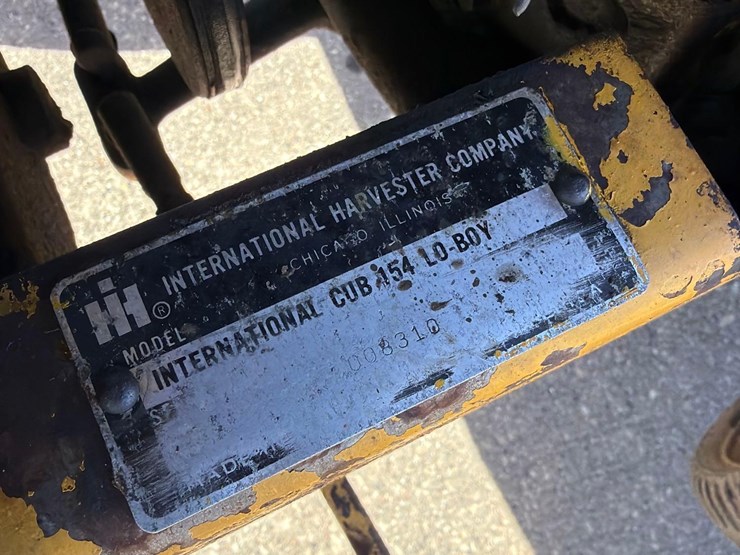 IH ® INTERNATIONAL HARVESTER COMPANY
CHICAGO ILLINOIS
MODEL
INTERNATIONAL CUB 154 LO-BOY
008310